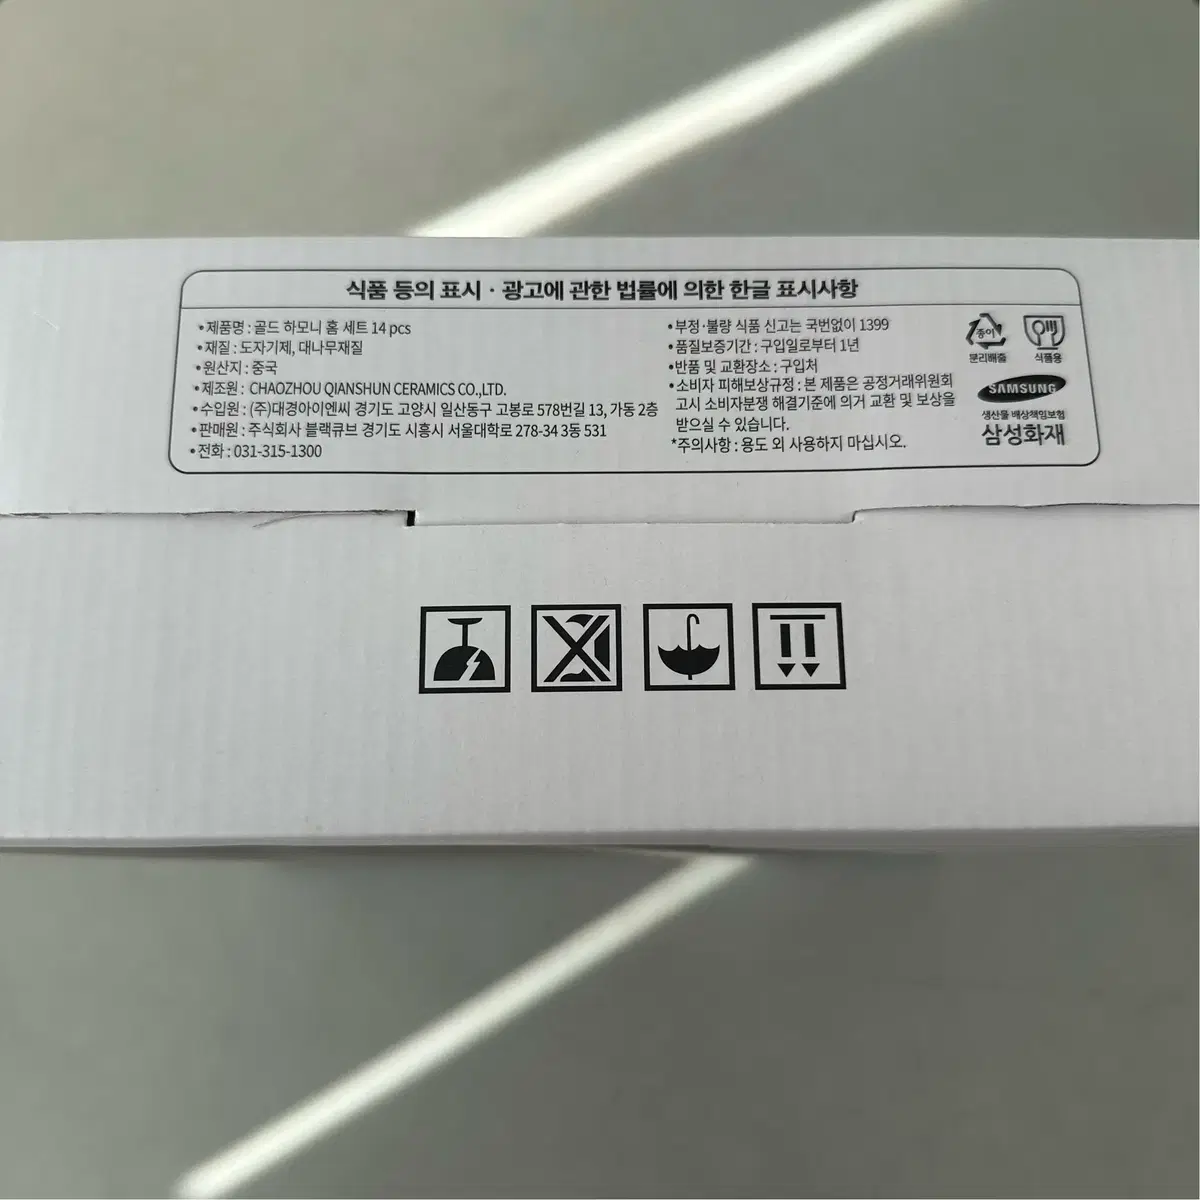 식품 등의 표시 · 광고에 관한 법률에 의한 한글 표시사항
•제품명 : 골드 하모니 홈 세트 14 pcs
•재질 : 도자기제, 대나무재질
•원산지 : 중국
•제조원 : CHAOZHOU QIANSHUN CERAMICS CO.,LTD.
•수입원 : (주)대경아이엔씨 경기도 고양시 일산동구 고봉로 578번길 13, 가동 2층
•판매원 : 주식회사 블랙큐브 경기도 시흥시 서울대학로 278-34 3동 531
•전화 : 031-315-1300
•부정·불량 식품 신고는 국번없이 1399
•품질보증기간 : 구입일로부터 1년
•반품 및 교환장소 : 구입처
•소비자 피해보상규정 : 본 제품은 공정거래위원회
고시 소비자분쟁 해결기준에 의거 교환 및 보상을
받으실 수 있습니다.
*주의사항 : 용도 외 사용하지 마십시오.
종이
분리배출
식품용
SAMSUNG
생산물 배상책임보험
삼성화재